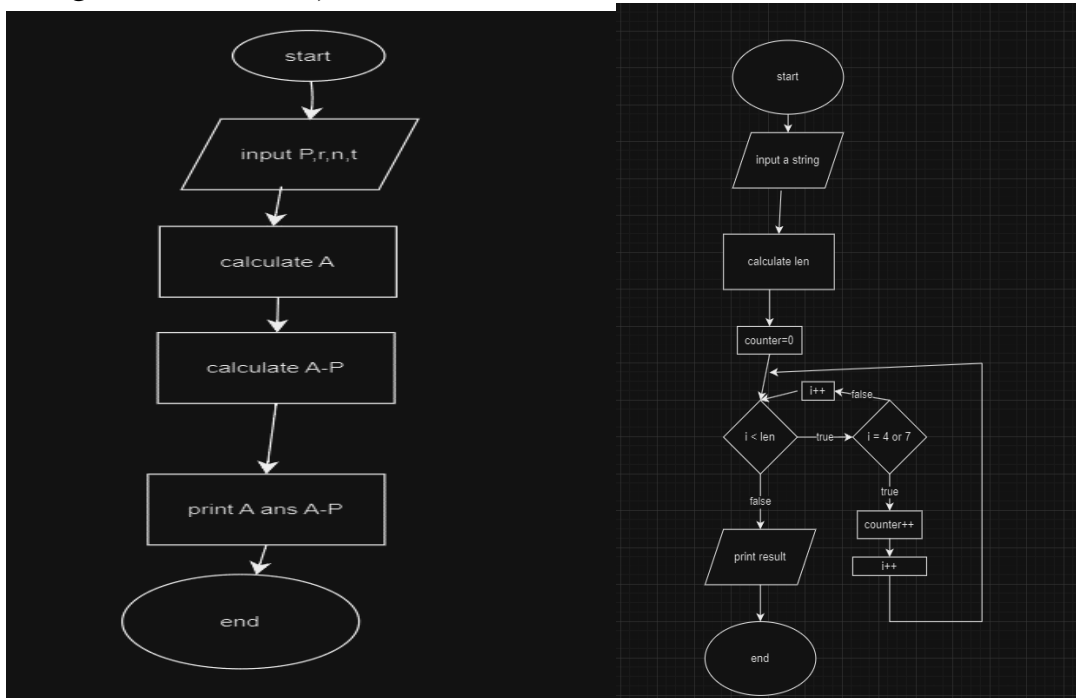 start
input P,r,n,t
calculate A
calculate A-P
print A ans A-P
end
start
input a string
calculate len
counter=0
i++
false
i < len
true
i = 4 or 7
false
true
counter++
print result
i++
end